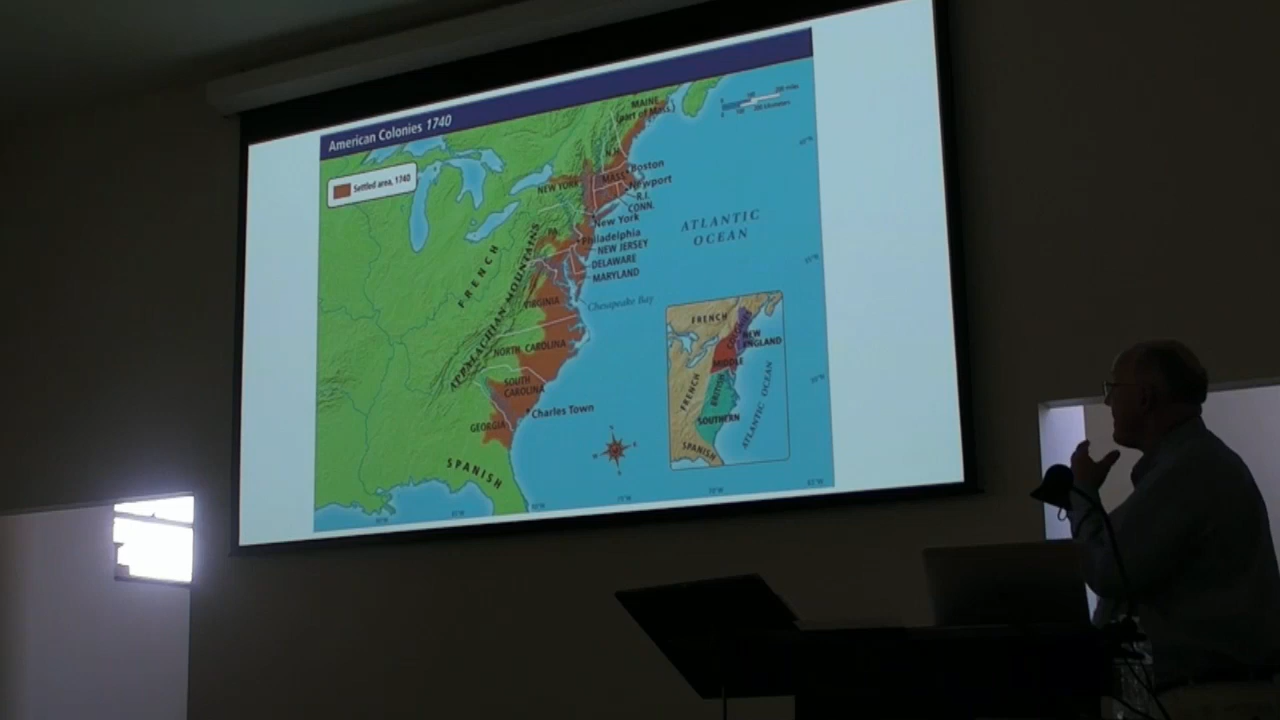 American Colonies 1740
Settled area, 1740
MAINE
(part of Mass.)
Boston
MASS.
Newport
R.I.
CONN.
NEW YORK
New York
PA.
Philadelphia
NEW JERSEY
DELAWARE
MARYLAND
ATLANTIC
OCEAN
FRENCH
APPALACHIAN MOUNTAINS
VIRGINIA
Chesapeake Bay
NORTH CAROLINA
SOUTH
CAROLINA
Charles Town
GEORGIA
SPANISH
FRENCH
NEW
ENGLAND
MIDDLE
FRENCH
BRITISH
COLONIES
SOUTHERN
ATLANTIC OCEAN
SPANISH